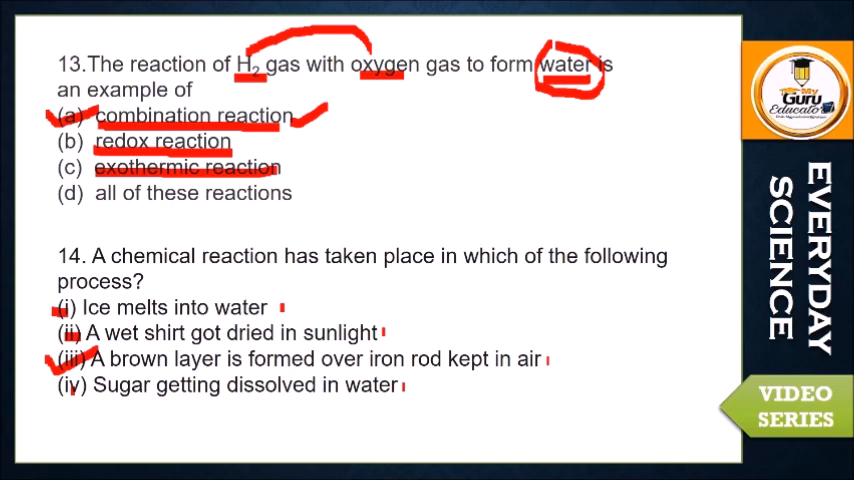 13.The reaction of H₂ gas with oxygen gas to form water is
an example of
(a) combination reaction
(b) redox reaction
(c) exothermic reaction
(d) all of these reactions
14. A chemical reaction has taken place in which of the following
process?
(i) Ice melts into water
(ii) A wet shirt got dried in sunlight
(iii) A brown layer is formed over iron rod kept in air
(iv) Sugar getting dissolved in water
My
Guru
Educator
EVERYDAY
SCIENCE
VIDEO
SERIES